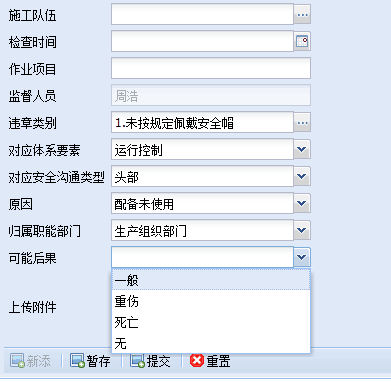 施工队伍
检查时间
作业项目
监督人员 周浩
违章类别 1.未按规定佩戴安全帽
对应体系要素 运行控制
对应安全沟通类型 头部
原因 配备未使用
归属职能部门 生产组织部门
可能后果
一般
重伤
死亡
无
上传附件
新添 暂存 提交 重置